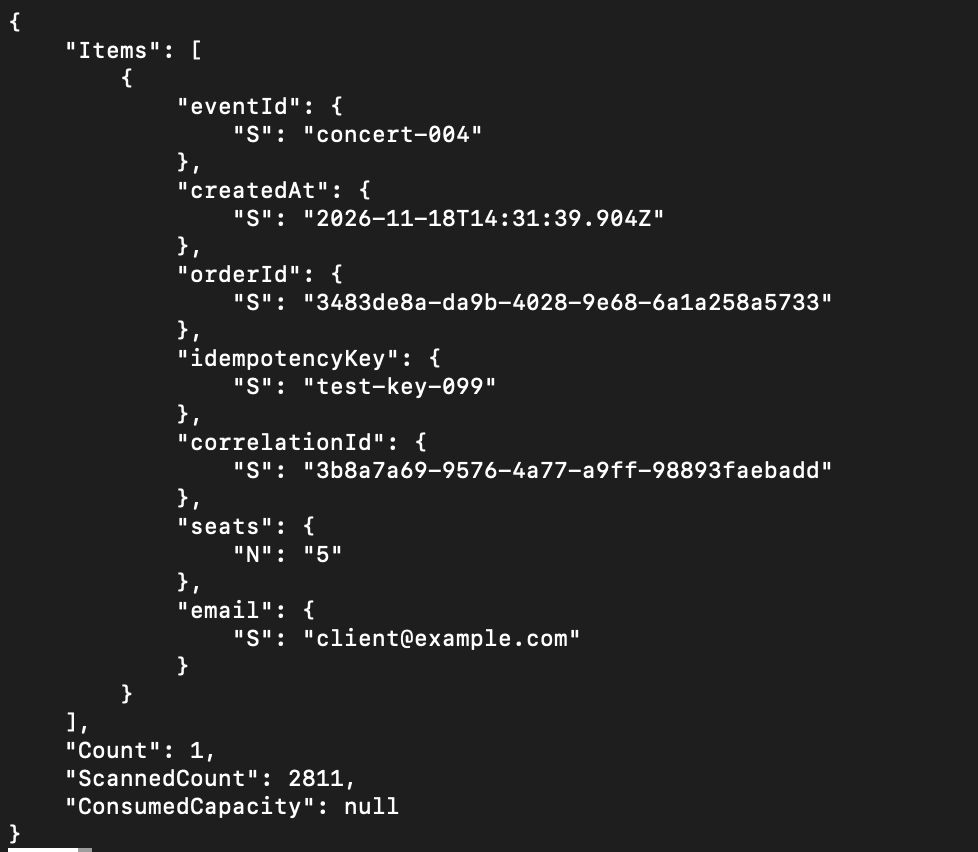 {
    "Items": [
        {
            "eventId": {
                "S": "concert-004"
            },
            "createdAt": {
                "S": "2026-11-18T14:31:39.904Z"
            },
            "orderId": {
                "S": "3483de8a-da9b-4028-9e68-6a1a258a5733"
            },
            "idempotencyKey": {
                "S": "test-key-099"
            },
            "correlationId": {
                "S": "3b8a7a69-9576-4a77-a9ff-98893faebadd"
            },
            "seats": {
                "N": "5"
            },
            "email": {
                "S": "client@example.com"
            }
        }
    ],
    "Count": 1,
    "ScannedCount": 2811,
    "ConsumedCapacity": null
}